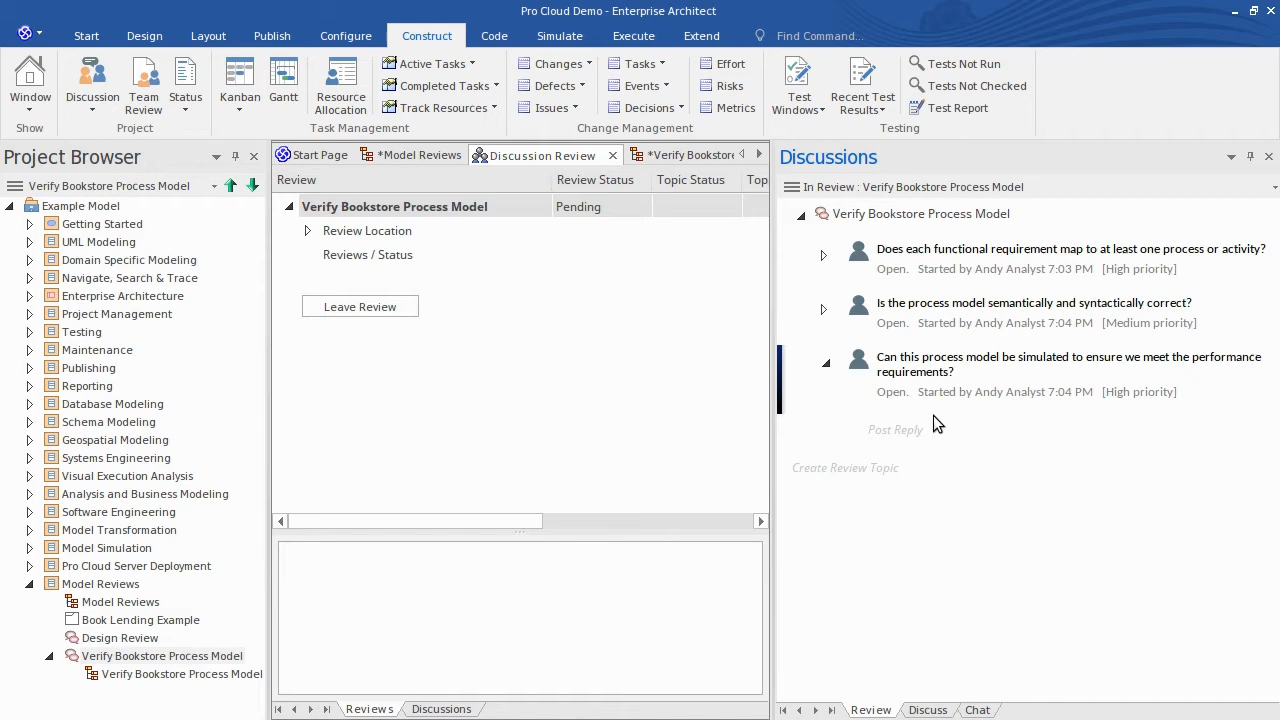 Pro Cloud Demo - Enterprise Architect
Start Design Layout Publish Configure Construct Code Simulate Execute Extend Find Command...
Window
Show
Discussion
Team Review
Status
Project
Kanban
Gantt
Resource Allocation
Active Tasks
Completed Tasks
Track Resources
Task Management
Changes
Defects
Issues
Tasks
Events
Decisions
Effort
Risks
Metrics
Change Management
Test Windows
Recent Test Results
Tests Not Run
Tests Not Checked
Test Report
Testing
Project Browser
Verify Bookstore Process Model
Example Model
Getting Started
UML Modeling
Domain Specific Modeling
Navigate, Search & Trace
Enterprise Architecture
Project Management
Testing
Maintenance
Publishing
Reporting
Database Modeling
Schema Modeling
Geospatial Modeling
Systems Engineering
Visual Execution Analysis
Analysis and Business Modeling
Software Engineering
Model Transformation
Model Simulation
Pro Cloud Server Deployment
Model Reviews
Model Reviews
Book Lending Example
Design Review
Verify Bookstore Process Model
Verify Bookstore Process Model
Start Page *Model Reviews Discussion Review *Verify Bookstore
Review Review Status Topic Status Top
Verify Bookstore Process Model Pending
Review Location
Reviews / Status
Leave Review
Reviews Discussions
Discussions
In Review : Verify Bookstore Process Model
Verify Bookstore Process Model
Does each functional requirement map to at least one process or activity?
Open. Started by Andy Analyst 7:03 PM [High priority]
Is the process model semantically and syntactically correct?
Open. Started by Andy Analyst 7:04 PM [Medium priority]
Can this process model be simulated to ensure we meet the performance
requirements?
Open. Started by Andy Analyst 7:04 PM [High priority]
Post Reply
Create Review Topic
Review Discuss Chat